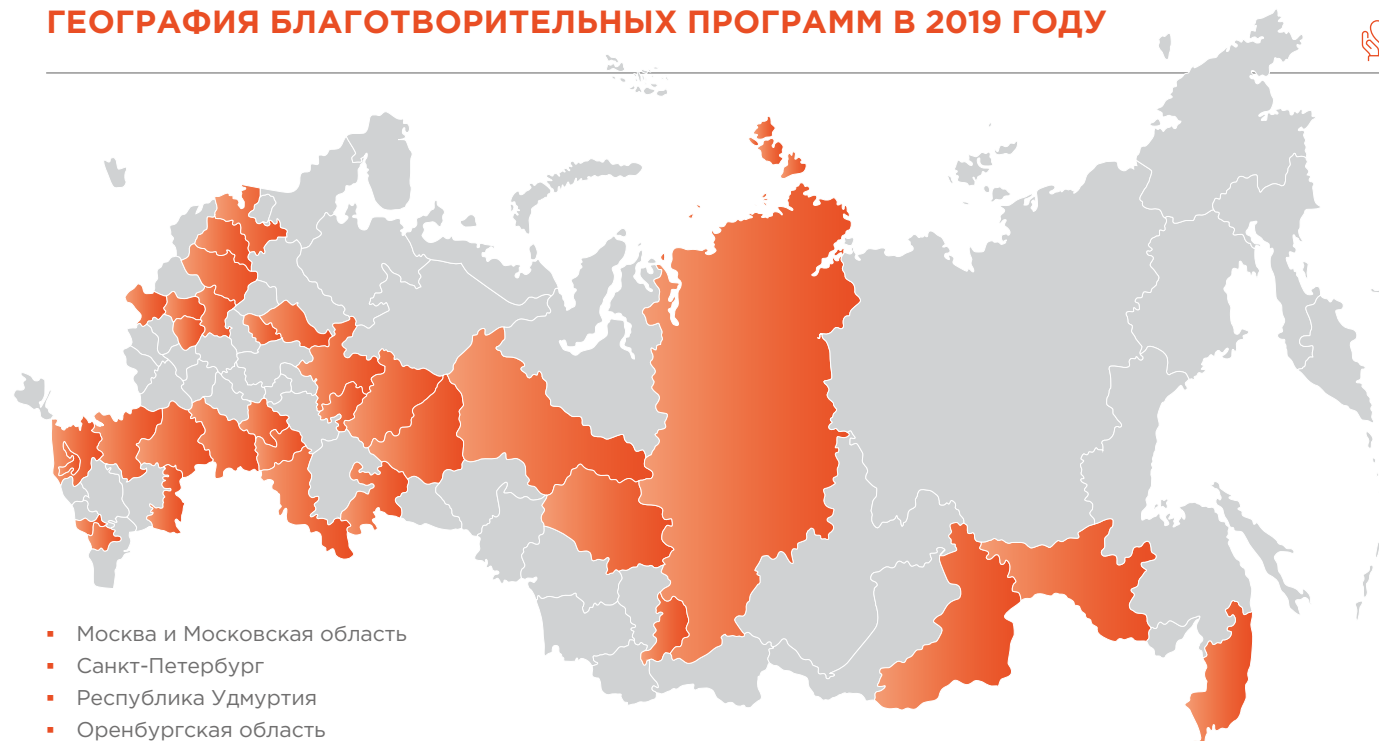 ГЕОГРАФИЯ БЛАГОТВОРИТЕЛЬНЫХ ПРОГРАММ В 2019 ГОДУ
Москва и Московская область
Санкт-Петербург
Республика Удмуртия
Оренбургская область